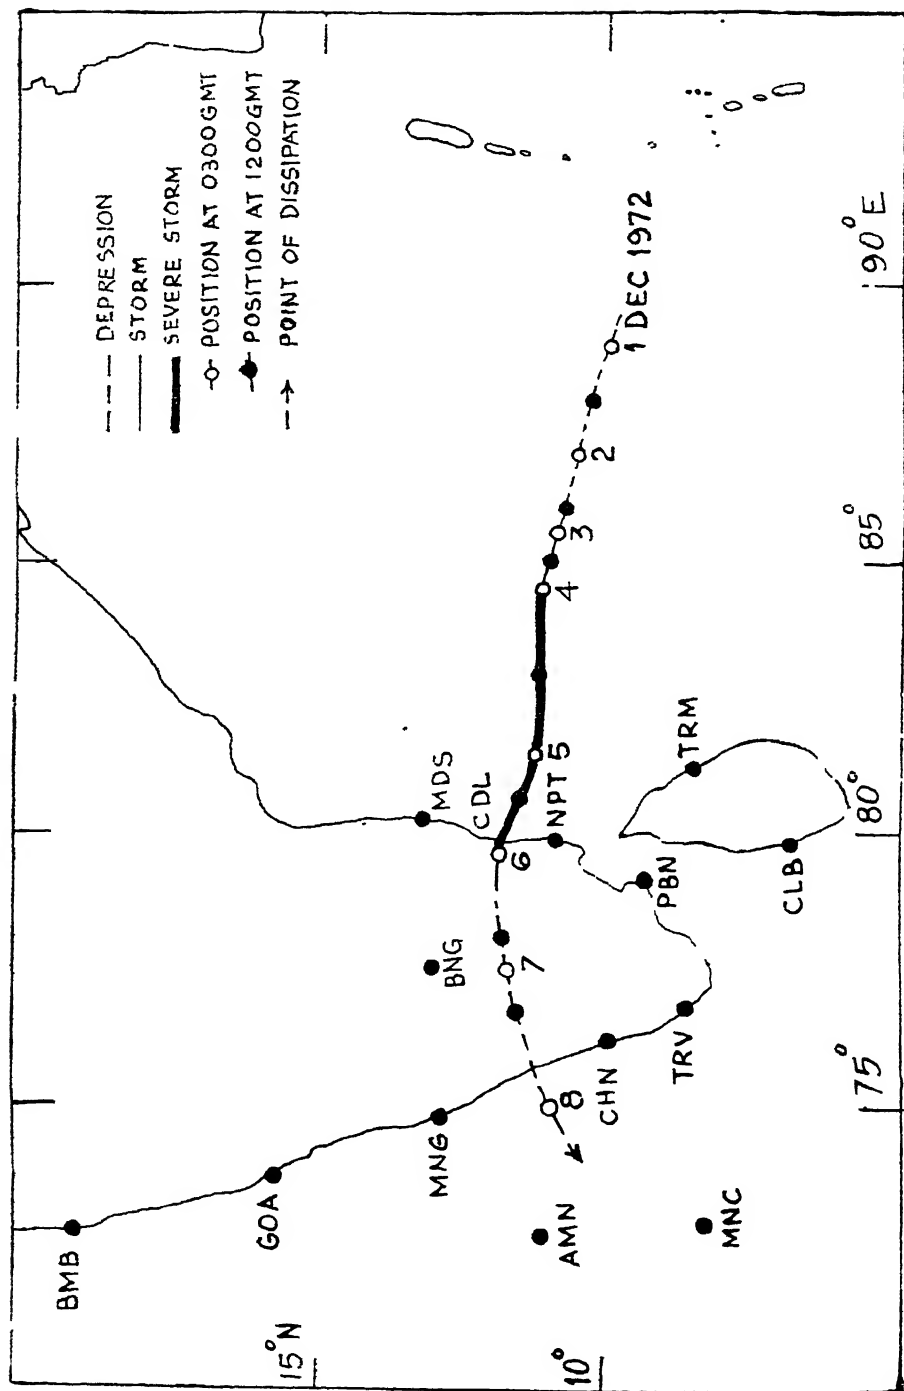 --- DEPRESSION
STORM
SEVERE STORM
POSITION AT 0300GMT
POSITION AT 1200GMT
POINT OF DISSIPATION
BMB
GOA
15°N
MNG
MDS
BNG
CDL
1 DEC 1972
2
3
4
5
6
7
8
NPT
AMN
CHN
10°
PBN
TRM
TRV
MNC
CLB
75°
80°
85°
90°E